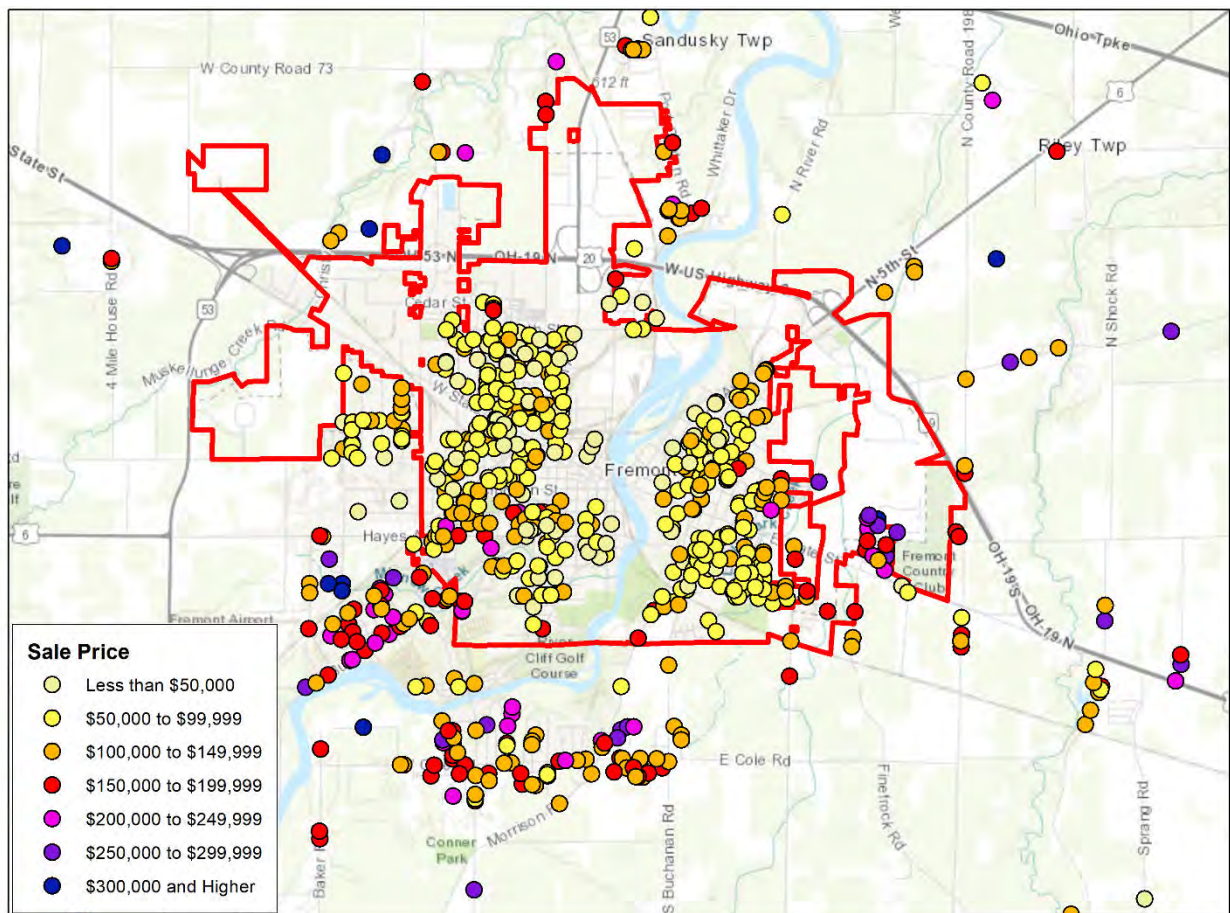 53
Sandusky Twp
Ohio Tpke
W County Road 73
612 ft
6
N County Road 198
Whittaker Dr
N River Rd
Riley Twp
State St
OH-19 N
20
W US Highway
N 5th St
4 Mile House Rd
53
Cedar St
N Shock Rd
Muskellunge Creek
W Sta
Fremont
6
Hayes
E State St
Fremont
Country
Club
OH-19 S
OH-19 N
Fremont Airport
Cliff Golf
Course
Sale Price
Less than $50,000
$50,000 to $99,999
$100,000 to $149,999
$150,000 to $199,999
$200,000 to $249,999
$250,000 to $299,999
$300,000 and Higher
E Cole Rd
Finefrock Rd
Sprang Rd
Morrison
Conner
Park
Baker
S Buchanan Rd